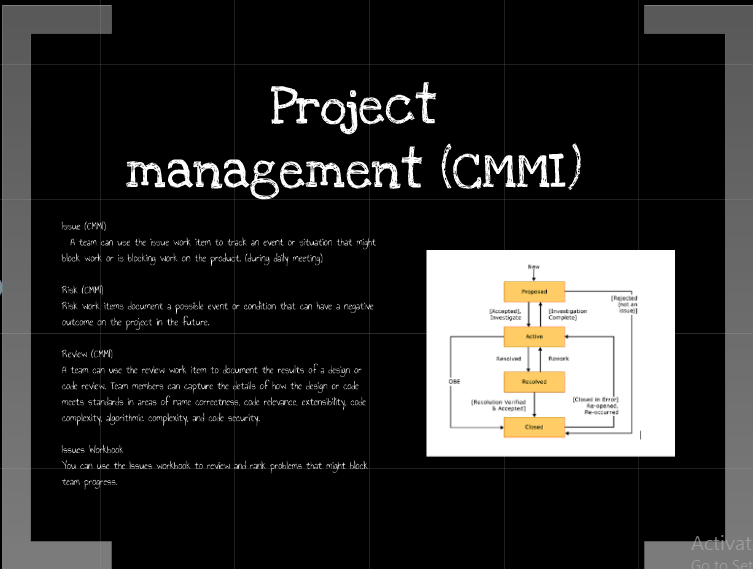 Project
management (CMMI)
Issue (CMMI)
A team can use the issue work item to track an event or situation that might
block work or is blocking work on the product. (during daily meeting)
Risk (CMMI)
Risk work items document a possible event or condition that can have a negative
outcome on the project in the future.
Review (CMMI)
A team can use the review work item to document the results of a design or
code review. Team members can capture the details of how the design or code
meets standards in areas of name correctness, code relevance, extensibility, code
complexity, algorithmic complexity, and code security.
Issues Workbook
You can use the Issues workbook to review and rank problems that might block
team progress.
New
Proposed
[Accepted],
Investigate
[Investigation
Complete]
[Rejected
(not an
issue)]
Active
Resolved
Rework
OBE
Resolved
[Resolution Verified
& Accepted]
[Closed in Error]
Re-opened,
Re-occurred
Closed
Activat
Go to Se